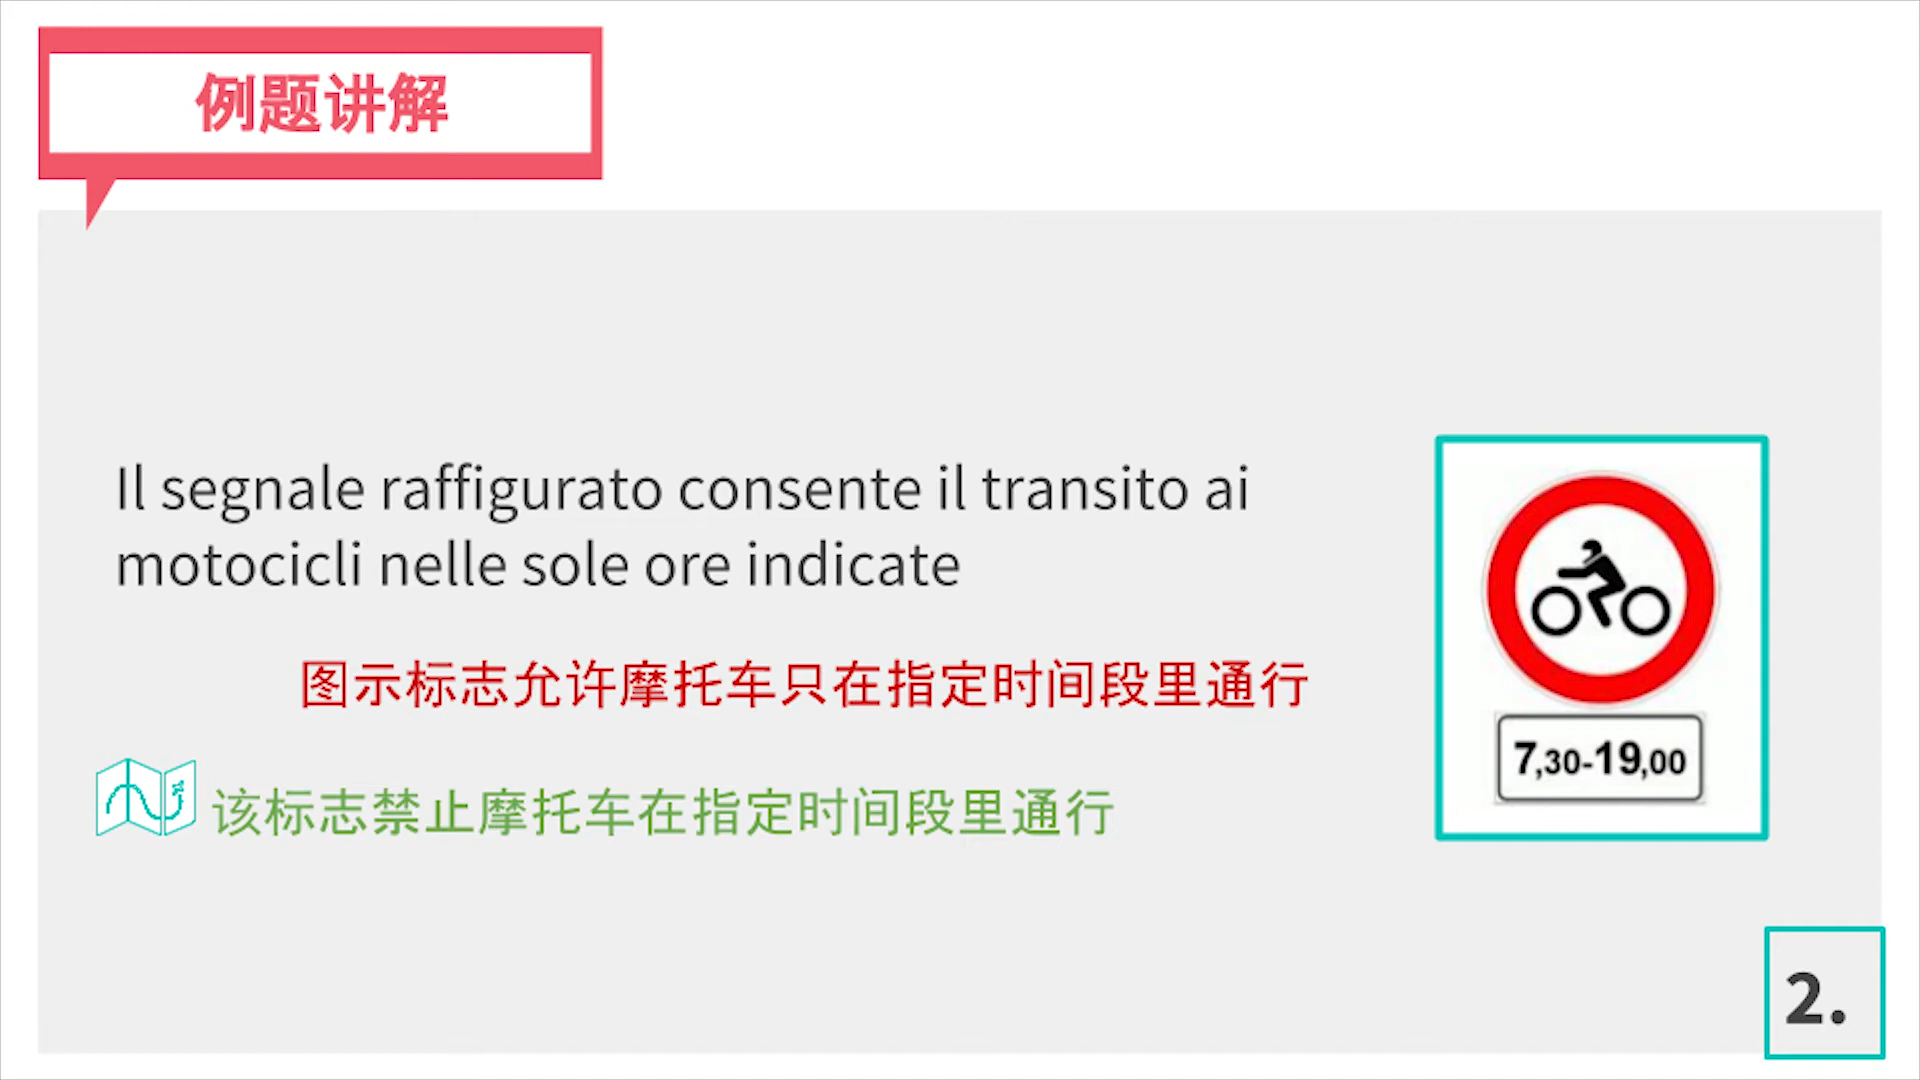 例题讲解
Il segnale raffigurato consente il transito ai
motocicli nelle sole ore indicate
图示标志允许摩托车只在指定时间段里通行
该标志禁止摩托车在指定时间段里通行
7,30-19,00
2.